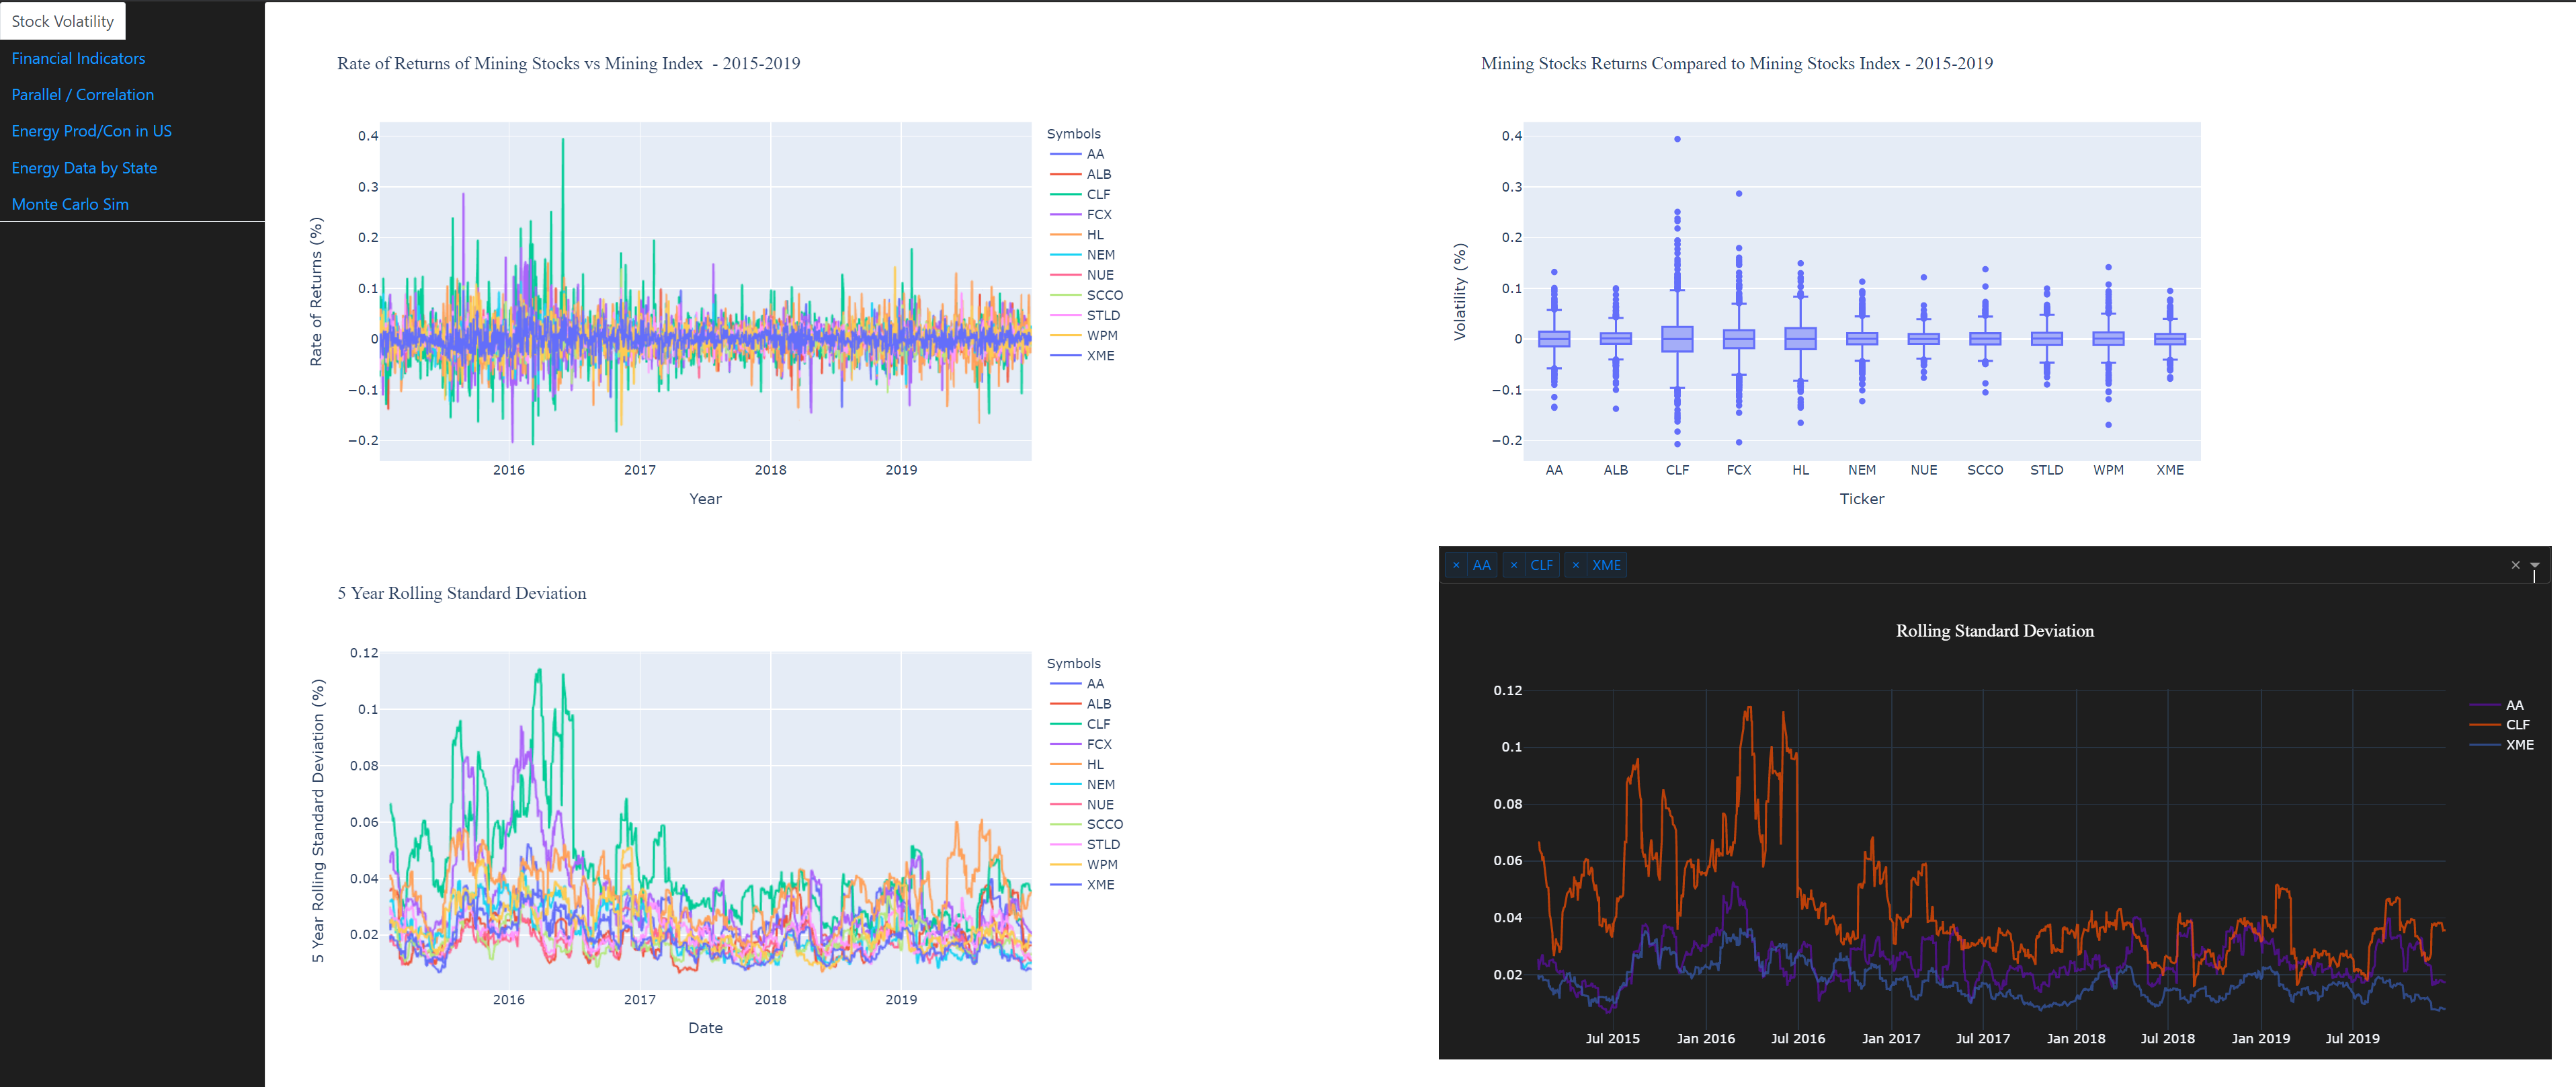 Stock Volatility
Financial Indicators
Parallel / Correlation
Energy Prod/Con in US
Energy Data by State
Monte Carlo Sim
Rate of Returns of Mining Stocks vs Mining Index - 2015-2019
Rate of Returns (%)
0.4
0.3
0.2
0.1
0
−0.1
−0.2
2016 2017 2018 2019
Year
Symbols
AA
ALB
CLF
FCX
HL
NEM
NUE
SCCO
STLD
WPM
XME
Mining Stocks Returns Compared to Mining Stocks Index - 2015-2019
Volatility (%)
0.4
0.3
0.2
0.1
0
−0.1
−0.2
AA ALB CLF FCX HL NEM NUE SCCO STLD WPM XME
Ticker
5 Year Rolling Standard Deviation
5 Year Rolling Standard Deviation (%)
0.12
0.1
0.08
0.06
0.04
0.02
2016 2017 2018 2019
Date
Symbols
AA
ALB
CLF
FCX
HL
NEM
NUE
SCCO
STLD
WPM
XME
× AA × CLF × XME ×
Rolling Standard Deviation
0.12
0.1
0.08
0.06
0.04
0.02
Jul 2015 Jan 2016 Jul 2016 Jan 2017 Jul 2017 Jan 2018 Jul 2018 Jan 2019 Jul 2019
AA
CLF
XME